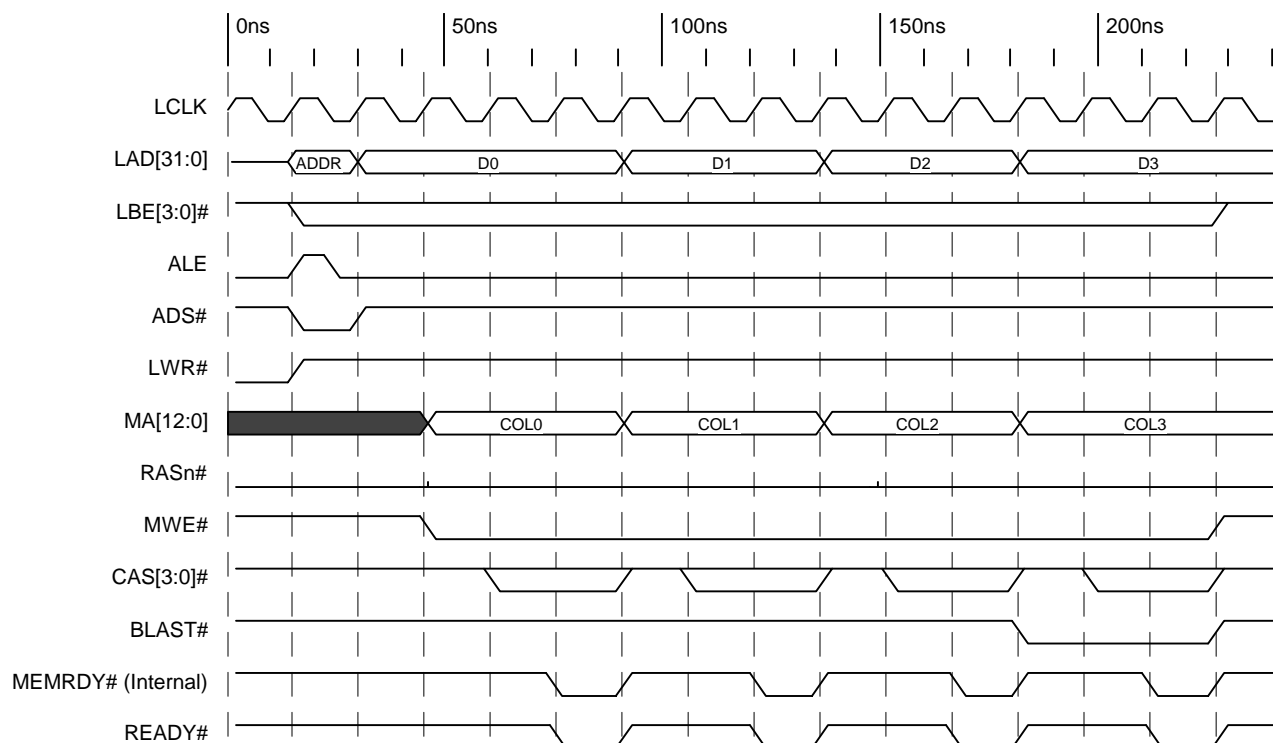 0ns 50ns 100ns 150ns 200ns
LCLK
LAD[31:0] ADDR D0 D1 D2 D3
LBE[3:0]#
ALE
ADS#
LWR#
MA[12:0] COL0 COL1 COL2 COL3
RASn#
MWE#
CAS[3:0]#
BLAST#
MEMRDY# (Internal)
READY#